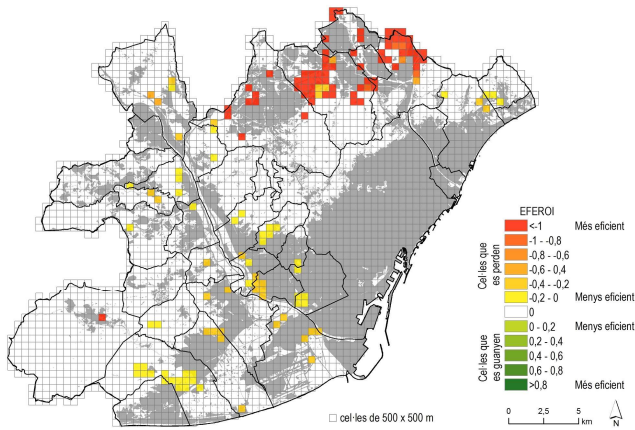 EFEROI
Cel·les que es perden
<-1 Més eficient
-1 - -0,8
-0,8 - -0,6
-0,6 - 0,4
-0,4 - -0,2
-0,2 - 0 Menys eficient
0
Cel·les que es guanyen
0 - 0,2 Menys eficient
0,2 - 0,4
0,4 - 0,6
0,6 - 0,8
>0,8 Més eficient
cel·les de 500 x 500 m
0 2,5 5
km
N